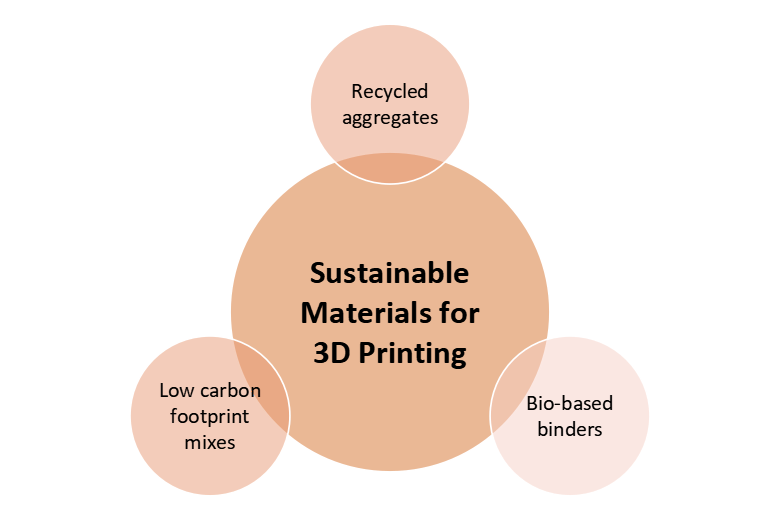 Recycled
aggregates
Sustainable
Materials for
3D Printing
Low carbon
footprint
mixes
Bio-based
binders